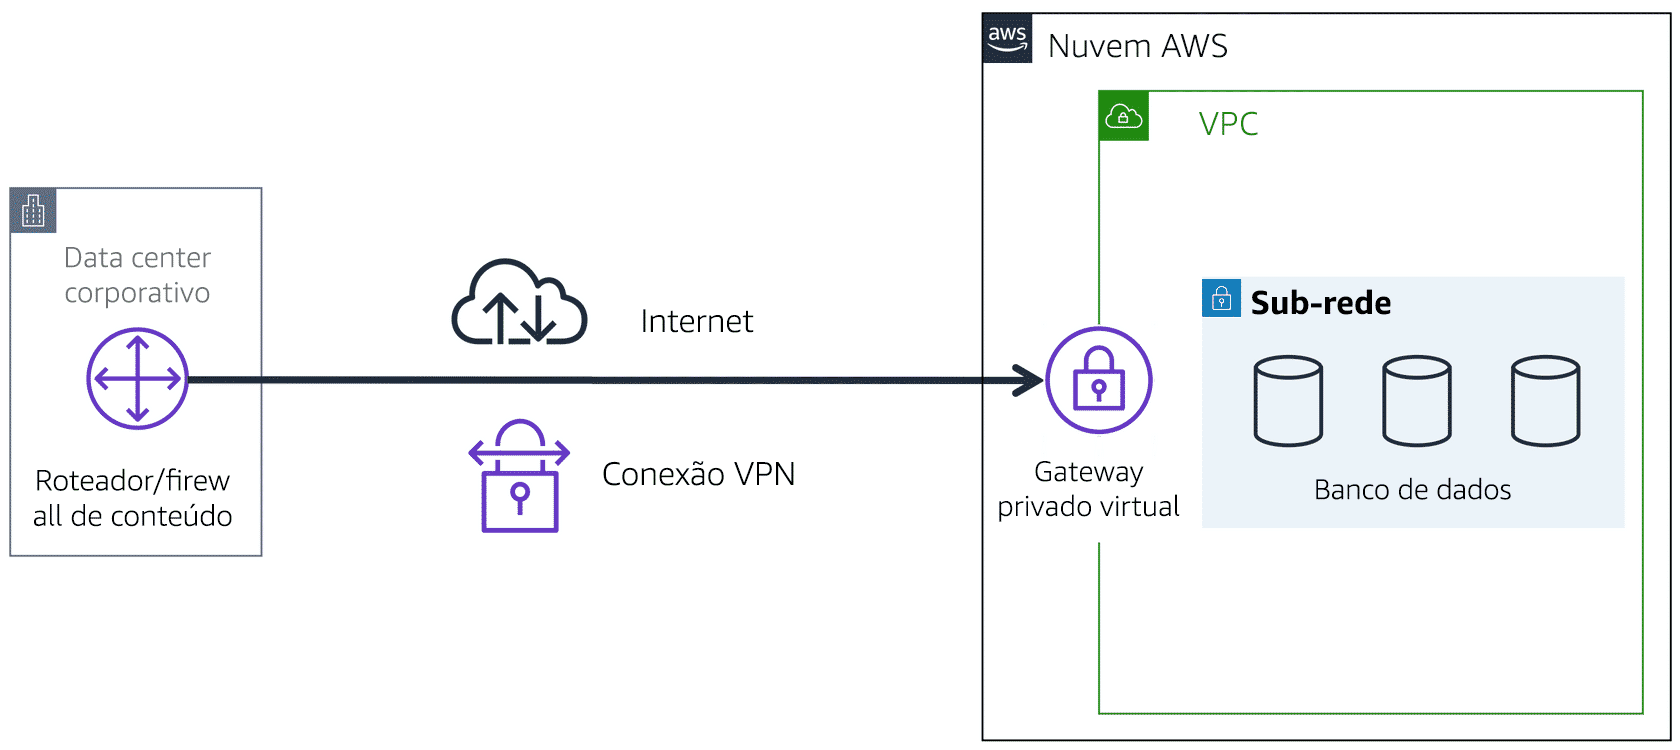 aws
Nuvem AWS
VPC
Data center
corporativo
Internet
Sub-rede
Roteador/firew
all de conteúdo
Conexão VPN
Gateway
privado virtual
Banco de dados